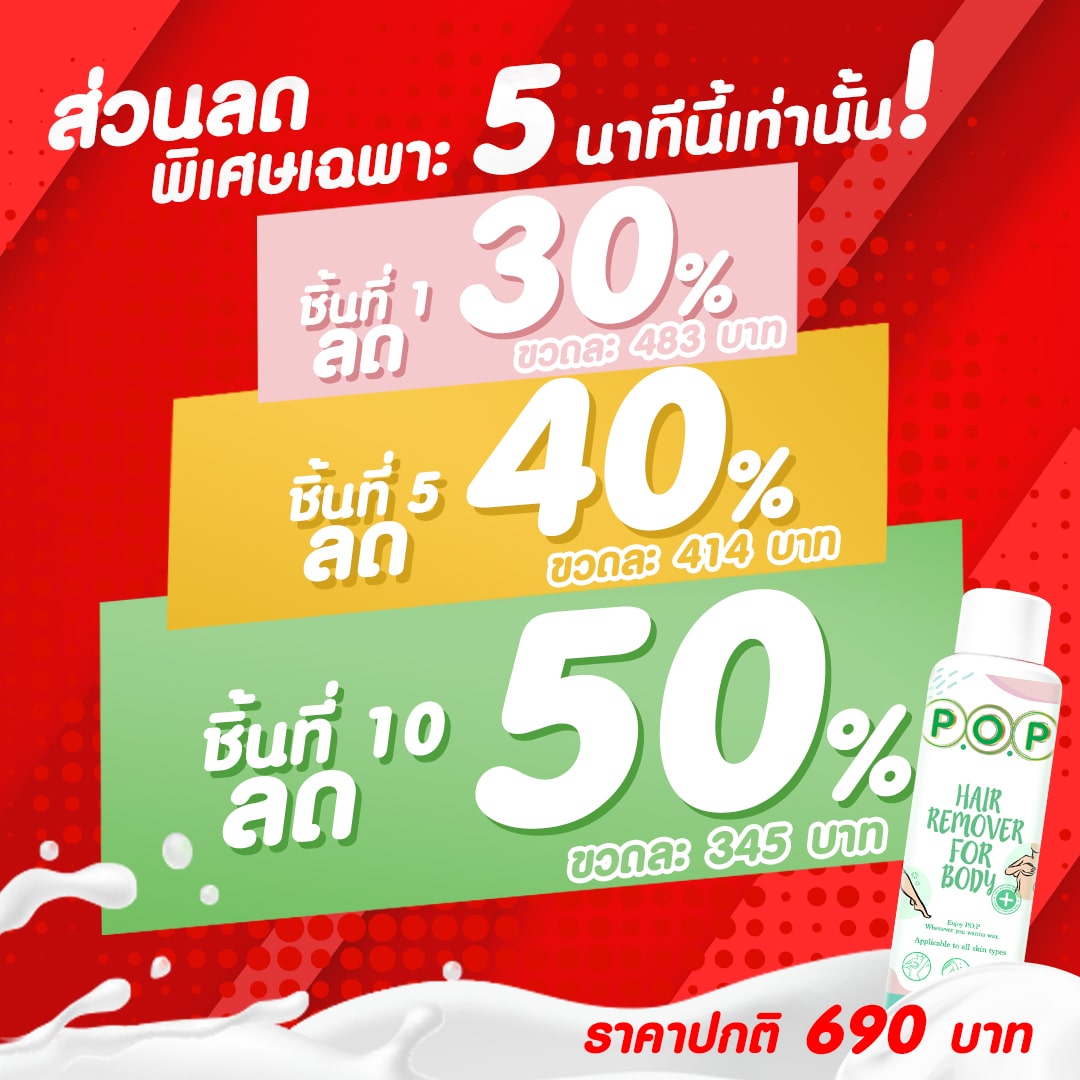 ส่วนลด
พิเศษเฉพาะ 5 นาทีนี้เท่านั้น!
ชิ้นที่ 1
ลด
30%
ขวดละ 483 บาท
ชิ้นที่ 5
ลด
40%
ขวดละ 414 บาท
ชิ้นที่ 10
ลด
50%
ขวดละ 345 บาท
P.O.P
HAIR
REMOVER
FOR
BODY
Enjoy P.O.P
Whenever you wanna wax.
Applicable to all skin types
ราคาปกติ 690 บาท